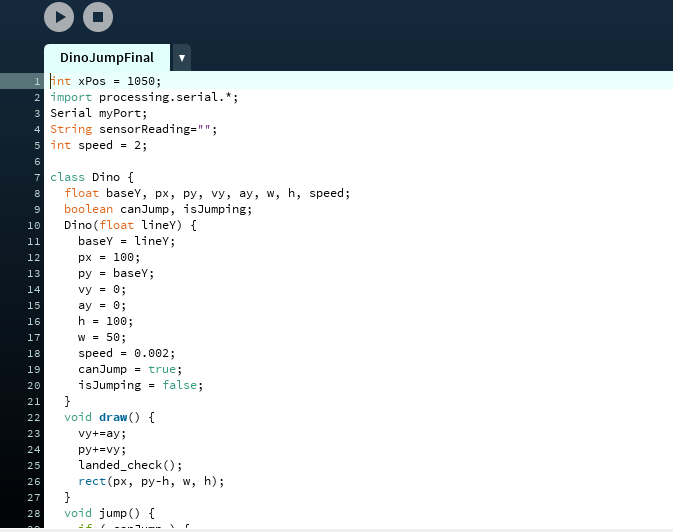 DinoJumpFinal ▼
1 int xPos = 1050;
2 import processing.serial.*;
3 Serial myPort;
4 String sensorReading="";
5 int speed = 2;
6
7 class Dino {
8 float baseY, px, py, vy, ay, w, h, speed;
9 boolean canJump, isJumping;
10 Dino(float lineY) {
11 baseY = lineY;
12 px = 100;
13 py = baseY;
14 vy = 0;
15 ay = 0;
16 h = 100;
17 w = 50;
18 speed = 0.002;
19 canJump = true;
20 isJumping = false;
21 }
22 void draw() {
23 vy+=ay;
24 py+=vy;
25 landed_check();
26 rect(px, py-h, w, h);
27 }
28 void jump() {
29 if ( canJump ) {